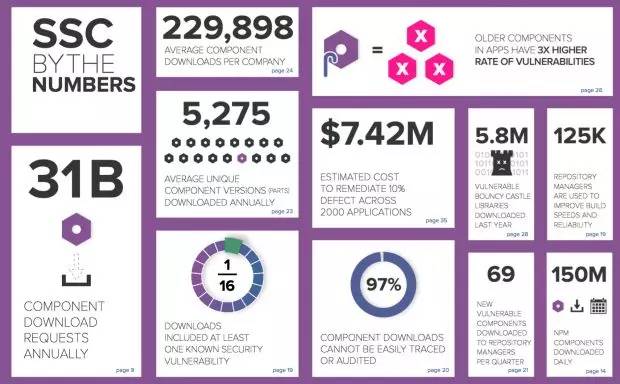 SSC
BY THE
NUMBERS
31B
COMPONENT
DOWNLOAD
REQUESTS
ANNUALLY
page 9
229,898
AVERAGE COMPONENT
DOWNLOADS PER COMPANY
page 24
5,275
AVERAGE UNIQUE
COMPONENT VERSIONS (PARTS)
DOWNLOADED ANNUALLY
page 23
1
16
DOWNLOADS
INCLUDED AT LEAST
ONE KNOWN SECURITY
VULNERABILITY
page 19
=
X
X X
OLDER COMPONENTS
IN APPS HAVE 3X HIGHER
RATE OF VULNERABILITIES
page 26
$7.42M
ESTIMATED COST
TO REMEDIATE 10%
DEFECT ACROSS
2000 APPLICATIONS
page 35
97%
COMPONENT DOWNLOADS
CANNOT BE EASILY TRACED
OR AUDITED
page 20
5.8M
VULNERABLE
BOUNCY CASTLE
LIBRARIES
DOWNLOADED
LAST YEAR
page 28
125K
REPOSITORY
MANAGERS
ARE USED TO
IMPROVE BUILD
SPEEDS AND
RELIABILITY
page 19
69
NEW
VULNERABLE
COMPONENTS
DOWNLOADED
TO REPOSITORY
MANAGERS
PER QUARTER
page 21
150M
NPM
COMPONENTS
DOWNLOADED
DAILY
page 14